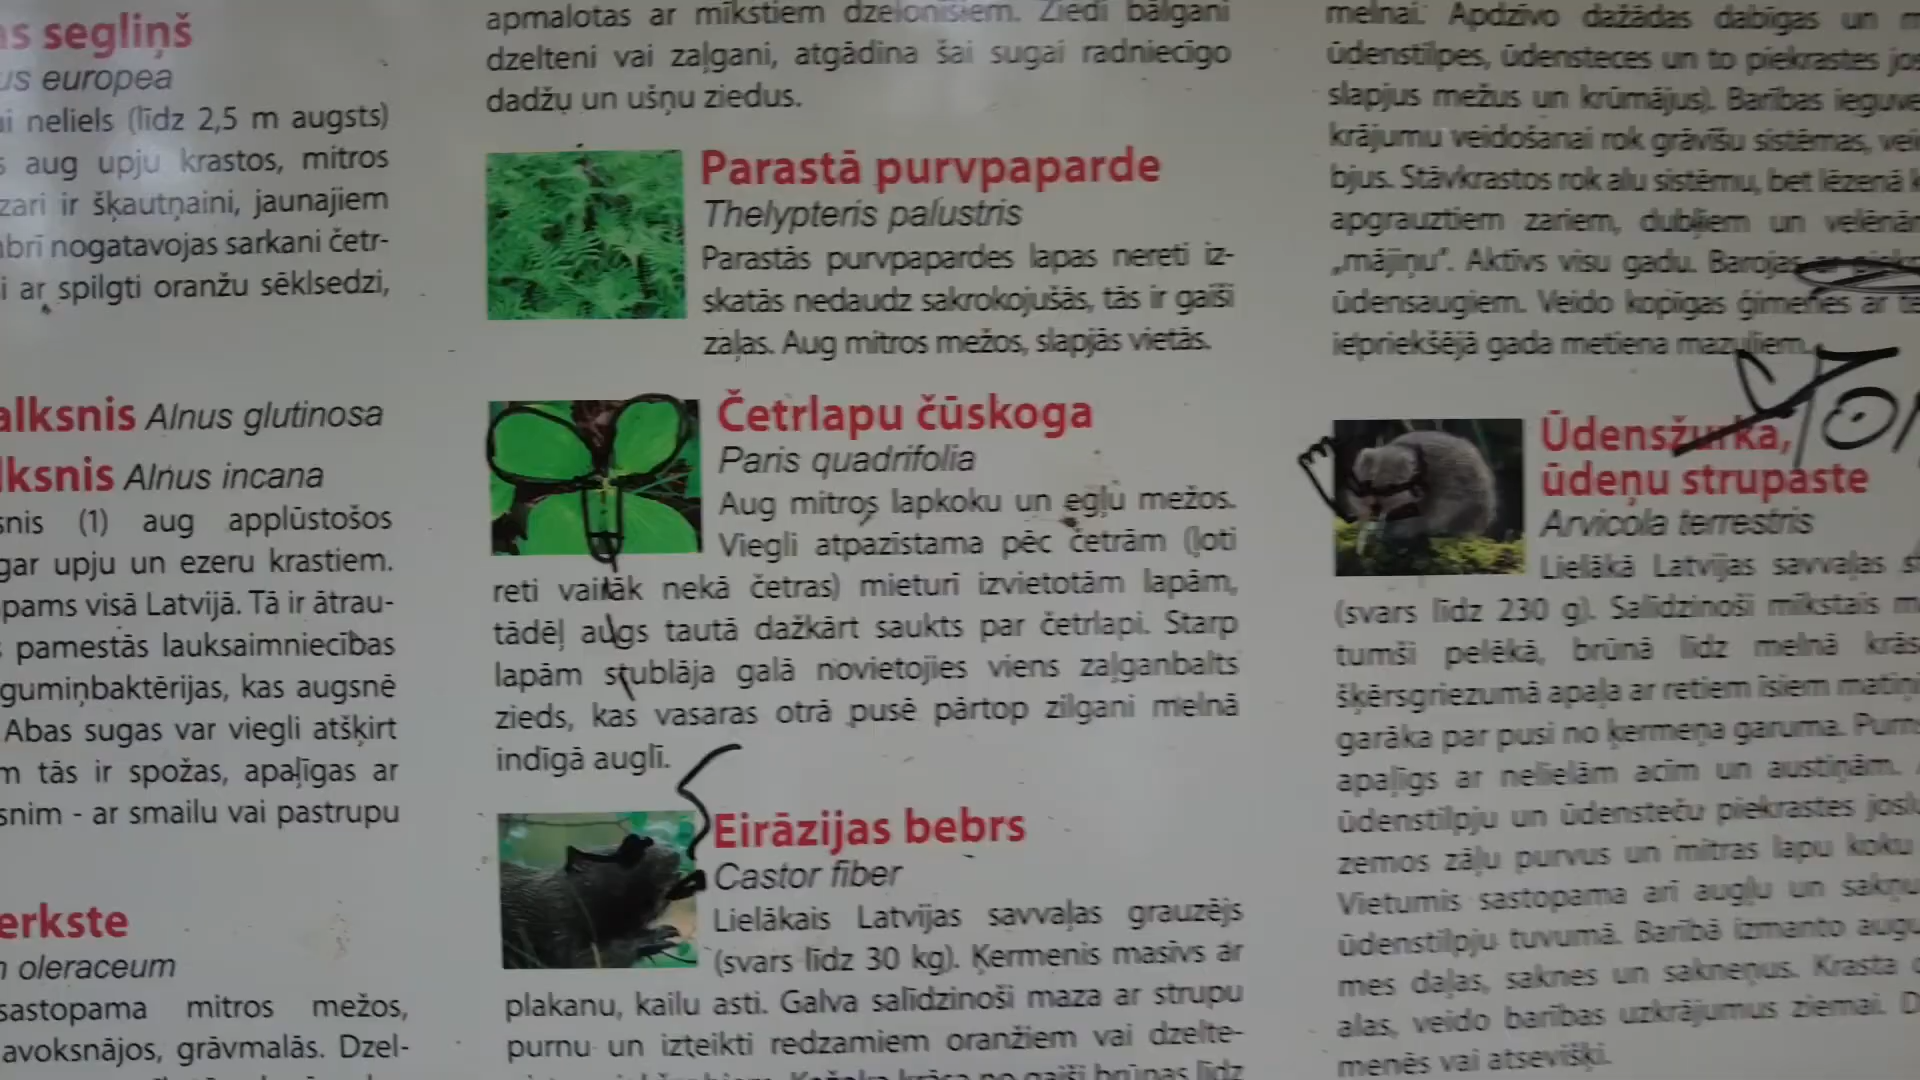 as segliņš
us europea
neliels (līdz 2,5 m augsts)
aug upju krastos, mitros
zari ir šķautņaini, jaunajiem
mbrī nogatavojas sarkani četr-
i ar spilgti oranžu sēklsedzi,
alksnis Alnus glutinosa
lksnis Alnus incana
snis (1) aug applūstošos
gar upju un ezeru krastiem.
pams visā Latvijā. Tā ir ātrau-
s pamestās lauksaimniecības
gumiņbaktērijas, kas augsnē
Abas sugas var viegli atšķirt
m tās ir spožas, apaļīgas ar
snim - ar smailu vai pastrupu
erkste
m oleraceum
sastopama mitros mežos,
avoksnājos, grāvmalās. Dzel-
apmalotas ar mīkstiem dzelonīšiem. Ziedi bālgani
dzelteni vai zaļgani, atgādina šai sugai radniecīgo
dadžu un ušņu ziedus.
Parastā purvpaparde
Thelypteris palustris
Parastās purvpapardes lapas nereti iz-
skatās nedaudz sakrokojušās, tās ir gaiši
zaļas. Aug mitros mežos, slapjās vietās.
Četrlapu čūskoga
Paris quadrifolia
Aug mitros lapkoku un egļu mežos.
Viegli atpazīstama pēc četrām (ļoti
reti vairāk nekā četras) mieturī izvietotām lapām,
tādēļ augs tautā dažkārt saukts par četrlapi. Starp
lapām stublāja galā novietojies viens zaļganbalts
zieds, kas vasaras otrā pusē pārtop zilgani melnā
indīgā auglī.
Eirāzijas bebrs
Castor fiber
Lielākais Latvijas savvaļas grauzējs
(svars līdz 30 kg). Ķermenis masīvs ar
plakanu, kailu asti. Galva salīdzinoši maza ar strupu
purnu un izteikti redzamiem oranžiem vai dzelte-
melnai. Apdzīvo dažādas dabīgas un m
ūdenstilpes, ūdensteces un to piekrastes jos
slapjus mežus un krūmājus). Barības ieguve
krājumu veidošanai rok grāvīšu sistēmas, vei
bjus. Stāvkrastos rok alu sistēmu, bet lēzenā k
apgrauztiem zariem, dubļiem un velēnām
„mājiņu”. Aktīvs visu gadu. Barojas ar
ūdensaugiem. Veido kopīgas ģimenes ar te
iepriekšējā gada metiena mazuļiem.
Ūdensžurka,
ūdeņu strupaste
Arvicola terrestris
Lielākā Latvijas savvaļas st
(svars līdz 230 g). Salīdzinoši mīkstais m
tumši pelēkā, brūnā līdz melnā krās
šķērsgriezumā apaļa ar retiem īsiem matiņi
garāka par pusi no ķermeņa garuma. Purn
apaļīgs ar nelielām acīm un austiņām.
ūdenstilpju un ūdensteču piekrastes joslu
zemos zāļu purvus un mitras lapu koku
Vietumis sastopama arī augļu un sakņu
ūdenstilpju tuvumā. Barībā izmanto augu
mes daļas, saknes un sakneņus. Krasta
alas, veido barības uzkrājumus ziemai. D
menēs vai atsevišķi.